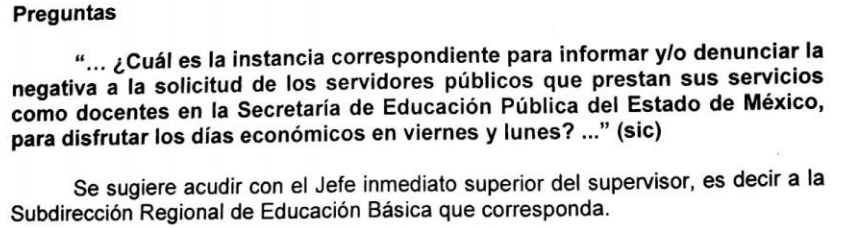 Preguntas
“... ¿Cuál es la instancia correspondiente para informar y/o denunciar la
negativa a la solicitud de los servidores públicos que prestan sus servicios
como docentes en la Secretaría de Educación Pública del Estado de México,
para disfrutar los días económicos en viernes y lunes? ...” (sic)
Se sugiere acudir con el Jefe inmediato superior del supervisor, es decir a la
Subdirección Regional de Educación Básica que corresponda.